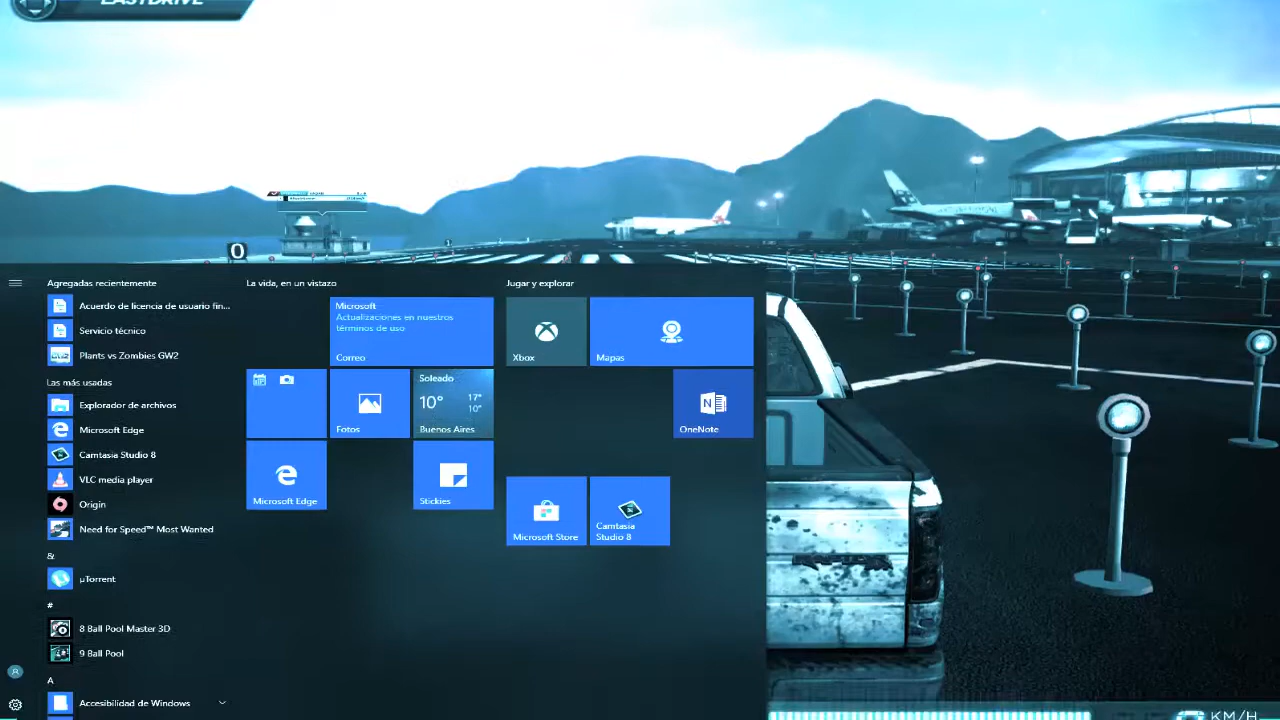 EASYDRIVE
0
Agregadas recientemente
Acuerdo de licencia de usuario fin...
Servicio técnico
Plants vs Zombies GW2
Las más usadas
Explorador de archivos
Microsoft Edge
Camtasia Studio 8
VLC media player
Origin
Need for Speed™ Most Wanted
&
µTorrent
#
8 Ball Pool Master 3D
9 Ball Pool
A
Accesibilidad de Windows
R
La vida, en un vistazo
Microsoft
Actualizaciones en nuestros
términos de uso
Correo
Fotos
Soleado
10° 17°
10°
Buenos Aires
Microsoft Edge
Stickies
Jugar y explorar
Xbox
Mapas
N
OneNote
Microsoft Store
Camtasia
Studio 8
KM/H